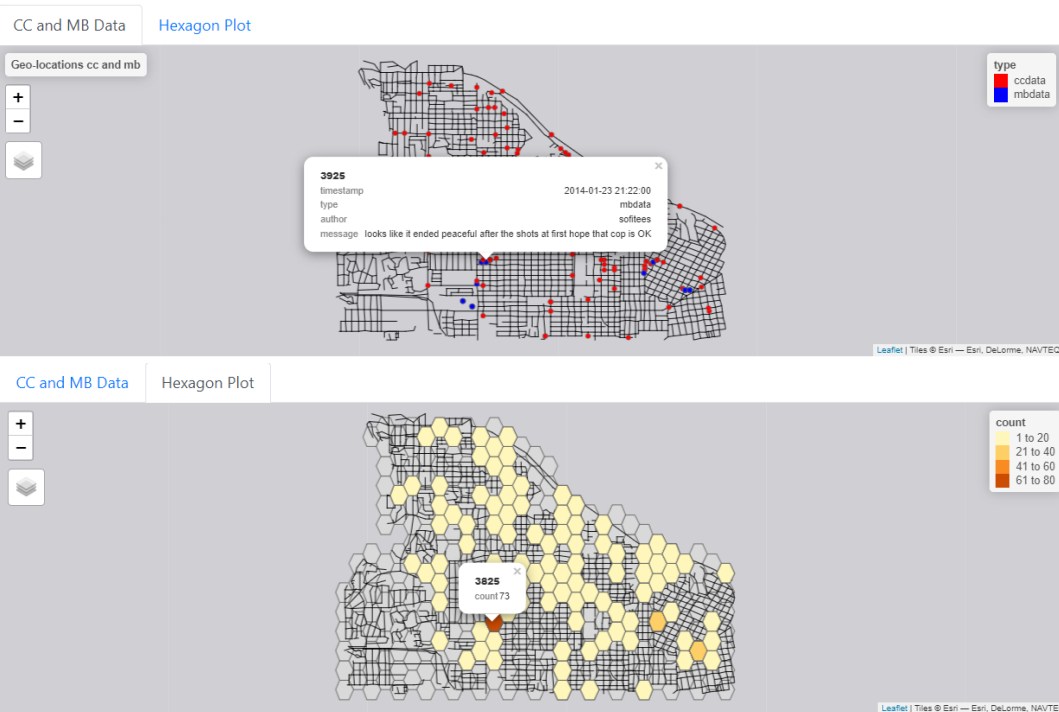 CC and MB Data Hexagon Plot
Geo-locations cc and mb
+
−
type
ccdata
mbdata
×
3925
timestamp 2014-01-23 21:22:00
type mbdata
author sofitees
message looks like it ended peaceful after the shots at first hope that cop is OK
Leaflet | Tiles © Esri — Esri, DeLorme, NAVTEQ
CC and MB Data Hexagon Plot
+
−
count
1 to 20
21 to 40
41 to 60
61 to 80
×
3825
count 73
Leaflet | Tiles © Esri — Esri, DeLorme, NAVTE